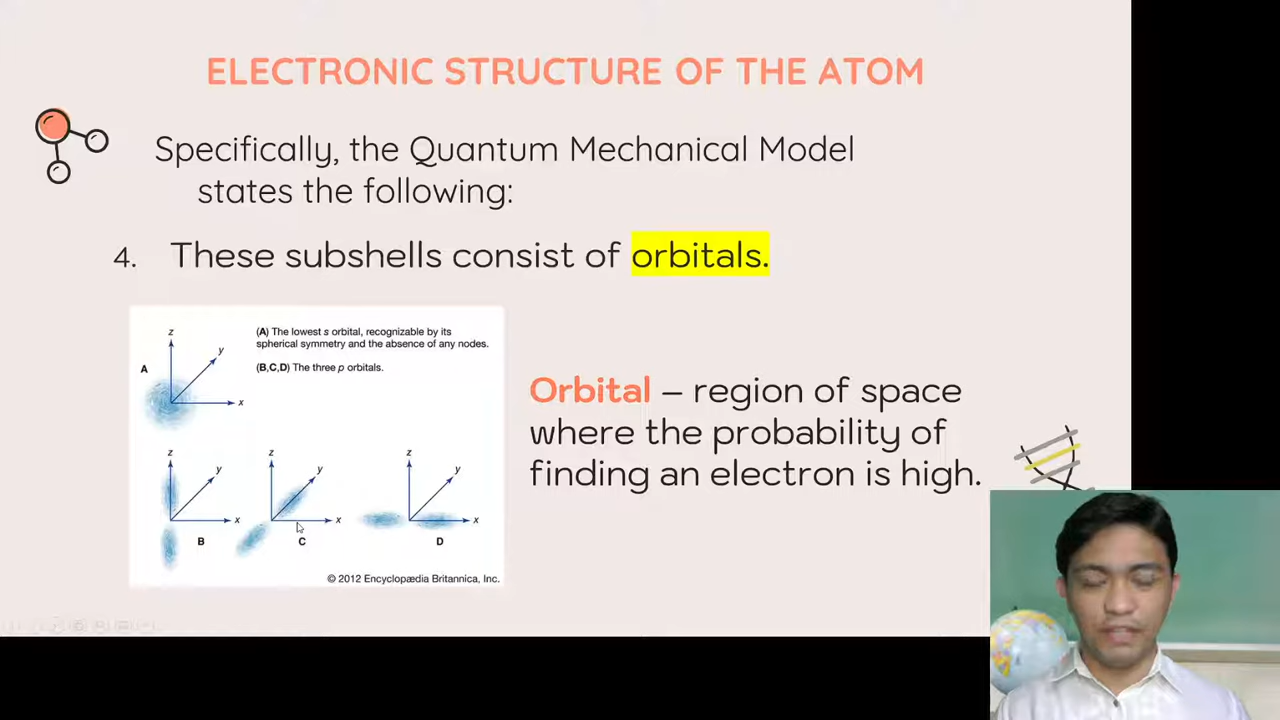 ELECTRONIC STRUCTURE OF THE ATOM
Specifically, the Quantum Mechanical Model
states the following:
4. These subshells consist of orbitals.
(A) The lowest s orbital, recognizable by its
spherical symmetry and the absence of any nodes.
(B,C,D) The three p orbitals.
z
y
A
x
z
y
x
B
z
y
x
C
z
y
x
D
© 2012 Encyclopædia Britannica, Inc.
Orbital – region of space
where the probability of
finding an electron is high.